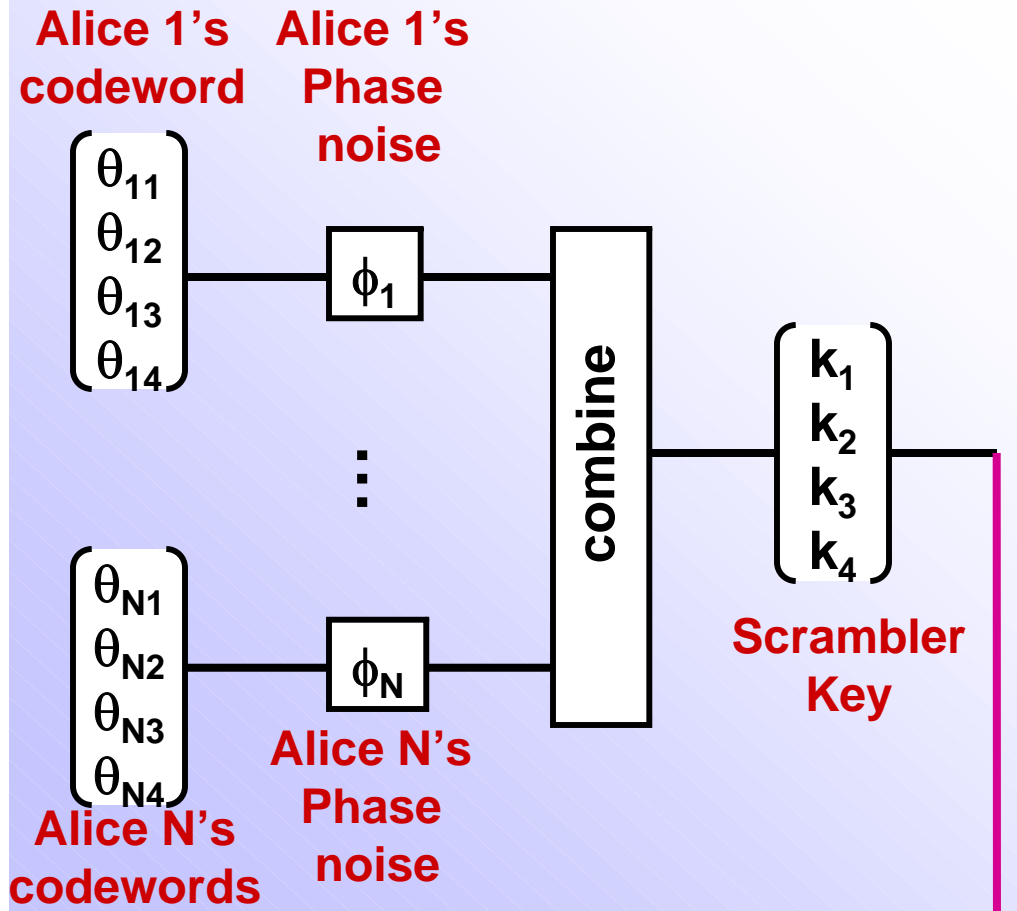 Alice 1’s
codeword
Alice 1’s
Phase
noise
θ11
θ12
θ13
θ14
ϕ1
⋮
combine
k1
k2
k3
k4
Scrambler
Key
θN1
θN2
θN3
θN4
ϕN
Alice N’s
Phase
noise
Alice N’s
codewords